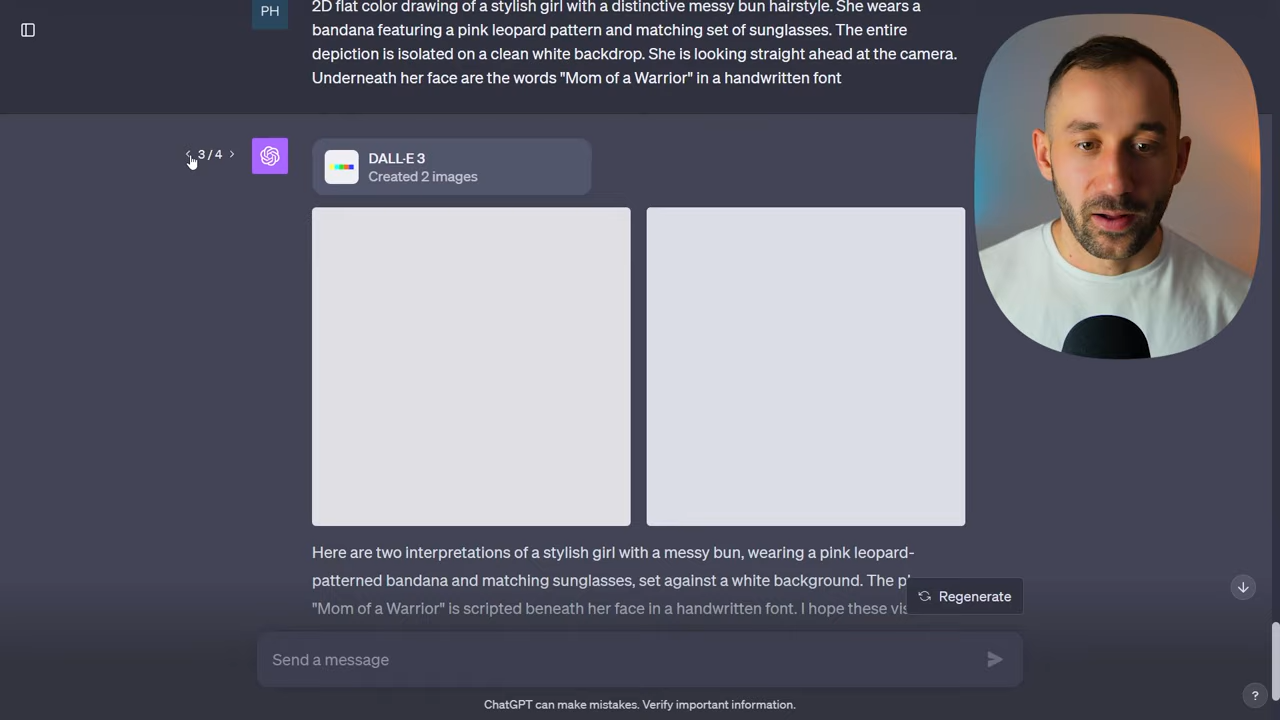 PH
2D flat color drawing of a stylish girl with a distinctive messy bun hairstyle. She wears a
bandana featuring a pink leopard pattern and matching set of sunglasses. The entire
depiction is isolated on a clean white backdrop. She is looking straight ahead at the camera.
Underneath her face are the words "Mom of a Warrior" in a handwritten font
3 / 4
DALL·E 3
Created 2 images
Here are two interpretations of a stylish girl with a messy bun, wearing a pink leopard-
patterned bandana and matching sunglasses, set against a white background. The
"Mom of a Warrior" is scripted beneath her face in a handwritten font. I hope these
Regenerate
Send a message
ChatGPT can make mistakes. Verify important information.
?